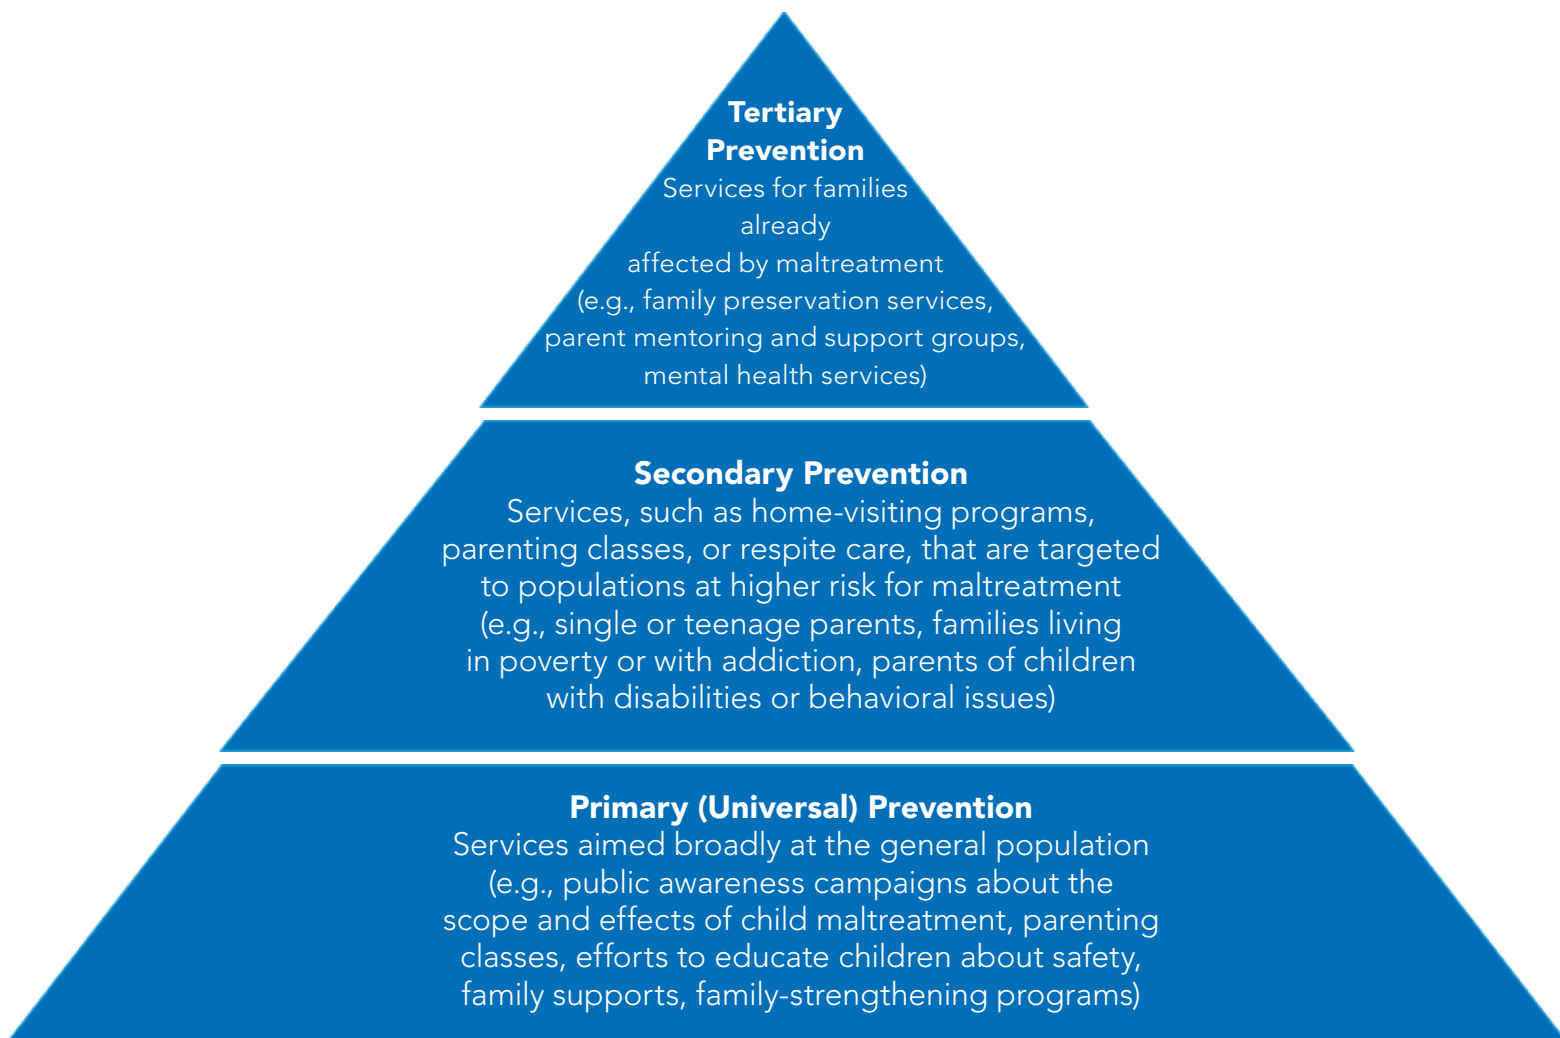 Tertiary
Prevention
Services for families
already
affected by maltreatment
(e.g., family preservation services,
parent mentoring and support groups,
mental health services)
Secondary Prevention
Services, such as home-visiting programs,
parenting classes, or respite care, that are targeted
to populations at higher risk for maltreatment
(e.g., single or teenage parents, families living
in poverty or with addiction, parents of children
with disabilities or behavioral issues)
Primary (Universal) Prevention
Services aimed broadly at the general population
(e.g., public awareness campaigns about the
scope and effects of child maltreatment, parenting
classes, efforts to educate children about safety,
family supports, family-strengthening programs)